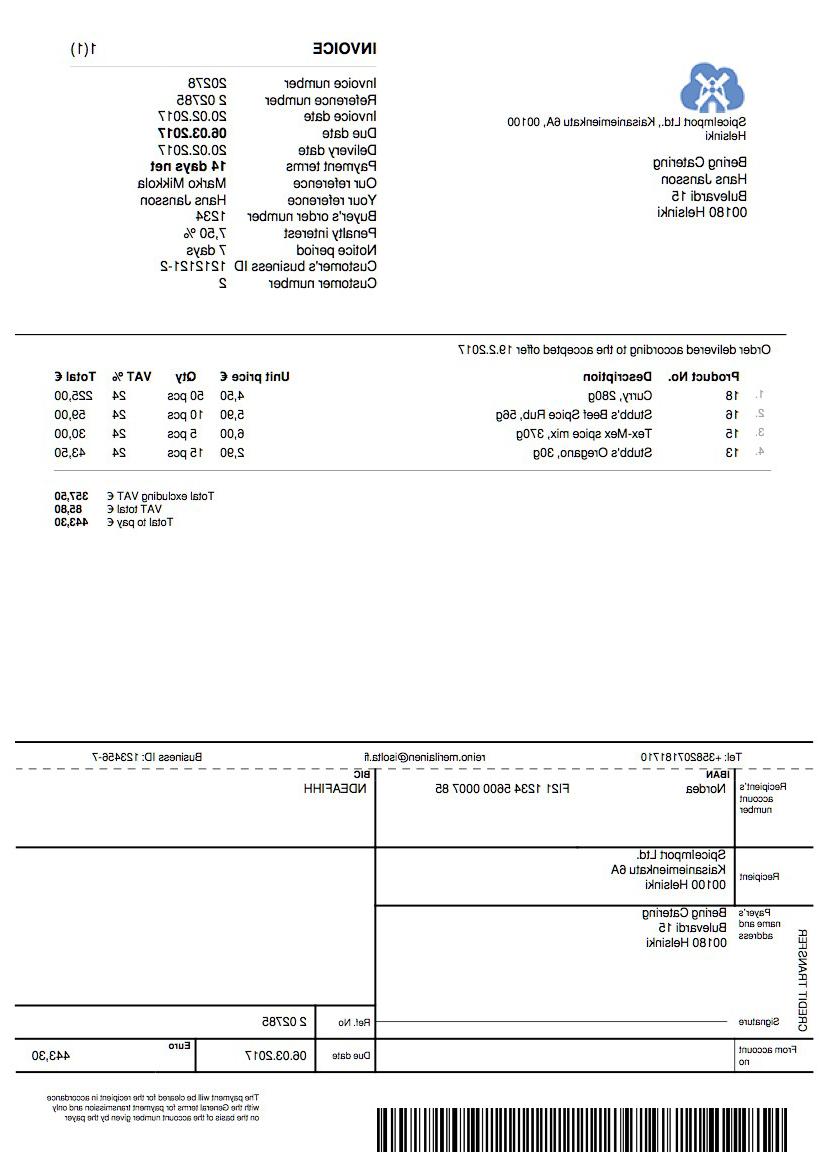 INVOICE 1(1)
SpiceImport Ltd., Kaisaniemienkatu 6A, 00100
Helsinki
Bering Catering
Hans Jansson
Bulevardi 15
00180 Helsinki
Invoice number 20278
Reference number 2 02785
Invoice date 20.02.2017
Due date 06.03.2017
Delivery date 20.02.2017
Payment terms 14 days net
Our reference Marko Mikkola
Your reference Hans Jansson
Buyer's order number 1234
Penalty interest 7,50 %
Notice period 7 days
Customer's business ID 1212121-2
Customer number 2
Order delivered according to the accepted offer 19.2.2017
Product No. Description Unit price € Qty VAT % Total €
1. 18 Curry, 280g 4,50 50 pcs 24 225,00
2. 16 Stubb's Beef Spice Rub, 56g 5,90 10 pcs 24 59,00
3. 15 Tex-Mex spice mix, 370g 6,00 5 pcs 24 30,00
4. 13 Stubb's Oregano, 30g 2,90 15 pcs 24 43,50
Total excluding VAT € 357,50
VAT total € 85,80
Total to pay € 443,30
Tel: +358207181710 reino.merilainen@isolta.fi Business ID: 123456-7
Recipient's
account
number
IBAN
Nordea FI21 1234 5600 0007 85
BIC
NDEAFIHH
Recipient
SpiceImport Ltd.
Kaisaniemienkatu 6A
00100 Helsinki
Payer's
name and
address
Bering Catering
Bulevardi 15
00180 Helsinki
CREDIT TRANSFER
Signature
Ref. No 2 02785
From account
no
Due date 06.03.2017 Euro 443,30
The payment will be cleared for the recipient in accordance
with the General terms for payment transmission and only
on the basis of the account number given by the payer